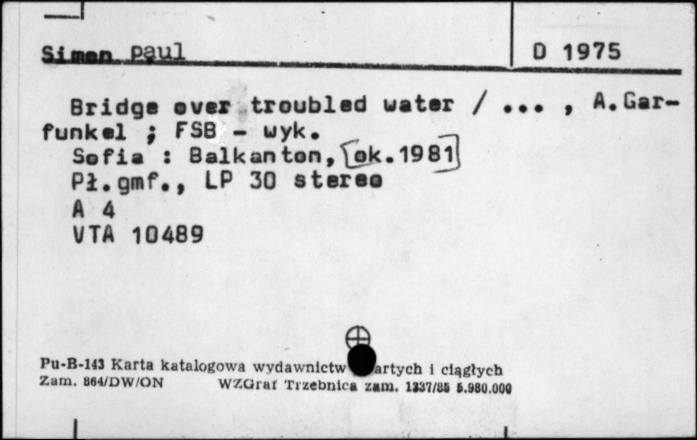 Simon Paul
D 1975
Bridge over troubled water / ... , A.Gar-
funkel ; FSB - wyk.
Sofia : Balkanton, [ok.1981]
Pł.gmf., LP 30 stereo
A 4
VTA 10489
Pu-B-143 Karta katalogowa wydawnictw artych i ciągłych
Zam. 864/DW/ON WZGraf Trzebnica zam. 1337/85 5.980.000